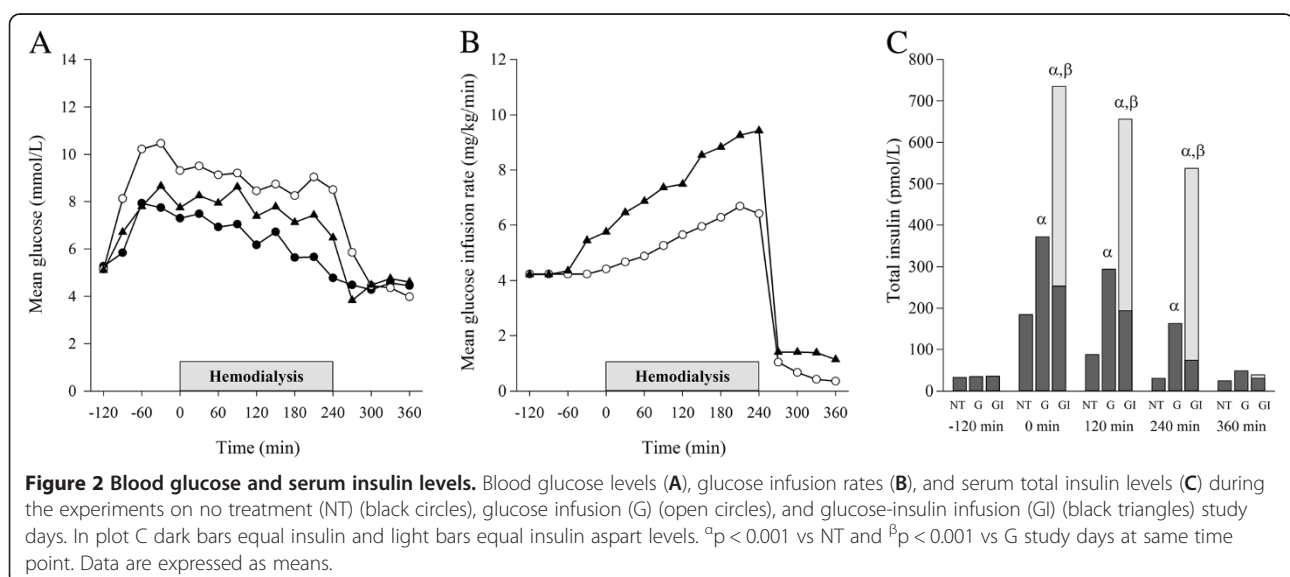 A
14
12
10
8
6
4
2
0
Mean glucose (mmol/L)
Hemodialysis
-120 -60 0 60 120 180 240 300 360
Time (min)
B
12
10
8
6
4
2
0
Mean glucose infusion rate (mg/kg/min)
Hemodialysis
-120 -60 0 60 120 180 240 300 360
Time (min)
C
800
700
600
500
400
300
200
100
0
Total insulin (pmol/L)
α
α,β
α
α,β
α
α,β
NT G GI NT G GI NT G GI NT G GI NT G GI
-120 min 0 min 120 min 240 min 360 min
Figure 2 Blood glucose and serum insulin levels. Blood glucose levels (A), glucose infusion rates (B), and serum total insulin levels (C) during
the experiments on no treatment (NT) (black circles), glucose infusion (G) (open circles), and glucose-insulin infusion (GI) (black triangles) study
days. In plot C dark bars equal insulin and light bars equal insulin aspart levels. αp < 0.001 vs NT and βp < 0.001 vs G study days at same time
point. Data are expressed as means.